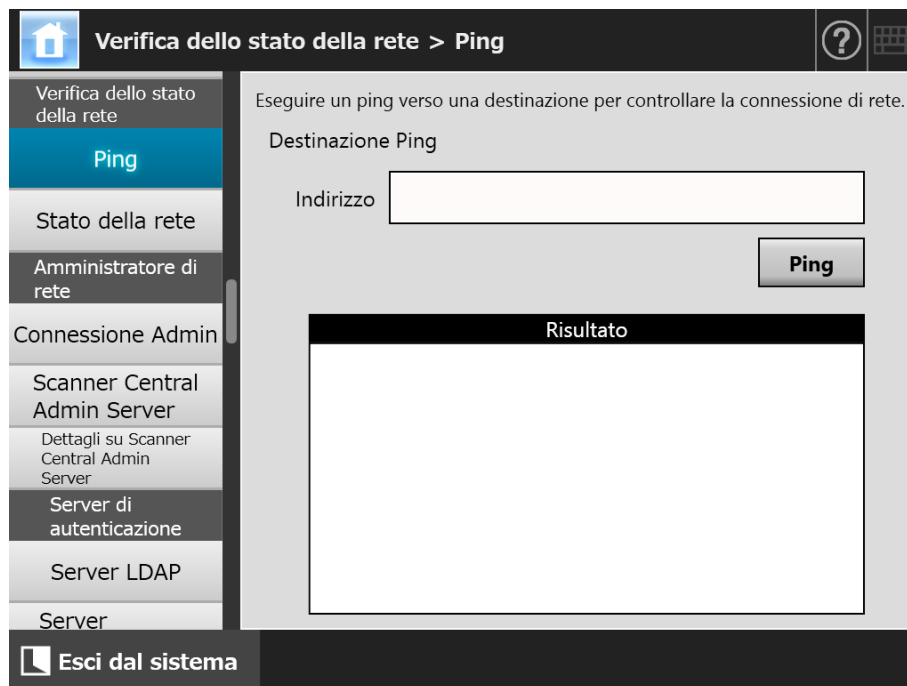 Verifica dello stato della rete > Ping
?
Verifica dello stato
della rete
Ping
Stato della rete
Amministratore di
rete
Connessione Admin
Scanner Central
Admin Server
Dettagli su Scanner
Central Admin
Server
Server di
autenticazione
Server LDAP
Server
Eseguire un ping verso una destinazione per controllare la connessione di rete.
Destinazione Ping
Indirizzo
Ping
Risultato
Esci dal sistema